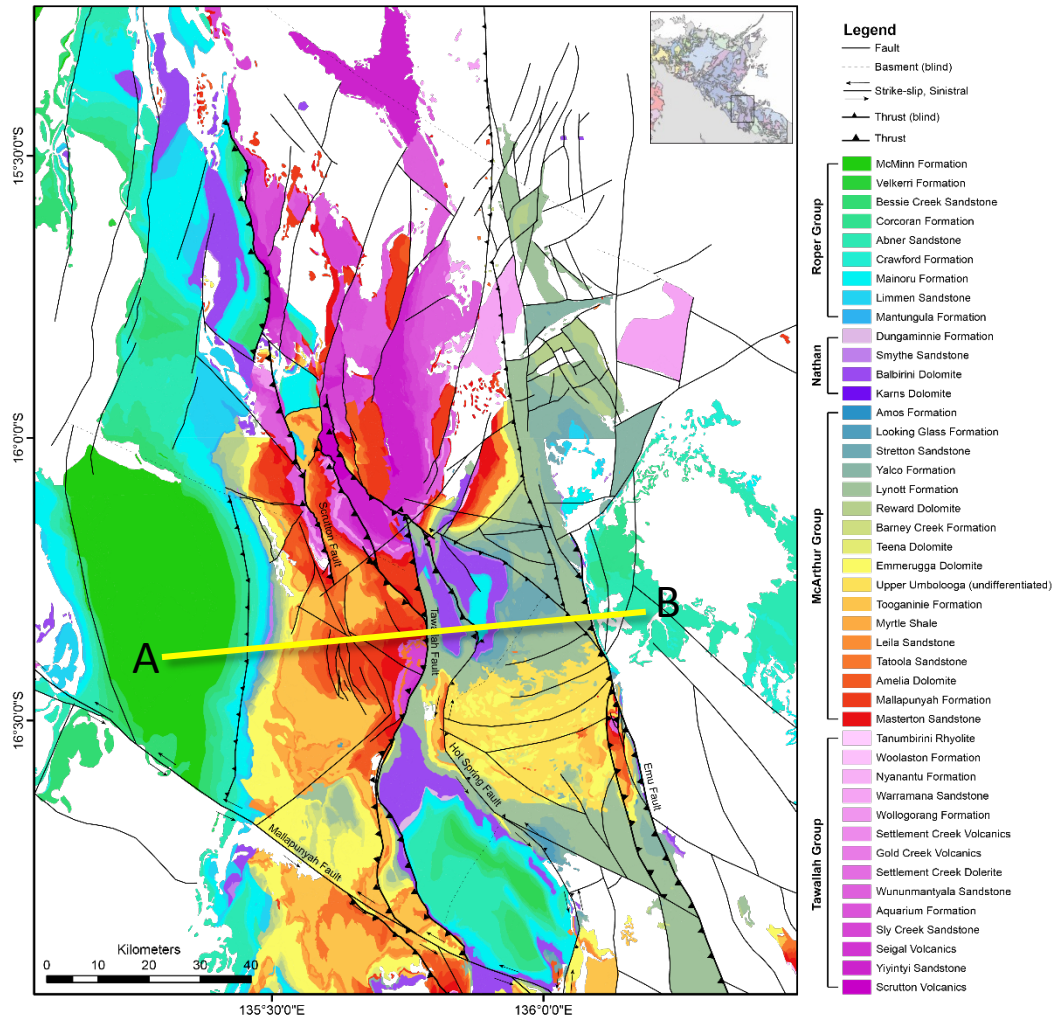 Legend
Fault
Basment (blind)
Strike-slip, Sinistral
Thrust (blind)
Thrust
Roper Group
McMinn Formation
Velkerri Formation
Bessie Creek Sandstone
Corcoran Formation
Abner Sandstone
Crawford Formation
Mainoru Formation
Limmen Sandstone
Mantungula Formation
Nathan
Dungaminnie Formation
Smythe Sandstone
Balbirini Dolomite
Karns Dolomite
McArthur Group
Amos Formation
Looking Glass Formation
Stretton Sandstone
Yalco Formation
Lynott Formation
Reward Dolomite
Barney Creek Formation
Teena Dolomite
Emmerugga Dolomite
Upper Umbolooga (undifferentiated)
Tooganinie Formation
Myrtle Shale
Leila Sandstone
Tatoola Sandstone
Amelia Dolomite
Mallapunyah Formation
Masterton Sandstone
Tawallah Group
Tanumbirini Rhyolite
Woolaston Formation
Nyanantu Formation
Warramana Sandstone
Wollogorang Formation
Settlement Creek Volcanics
Gold Creek Volcanics
Settlement Creek Dolerite
Wununmantyala Sandstone
Aquarium Formation
Sly Creek Sandstone
Seigal Volcanics
Yiyintyi Sandstone
Scrutton Volcanics
15°30'0"S
16°0'0"S
16°30'0"S
Scrutton Fault
Tawallah Fault
A
B
Hot Spring Fault
Emu Fault
Mallapunyah Fault
Kilometers
0 5 10 20 30 40
135°30'0"E
136°0'0"E